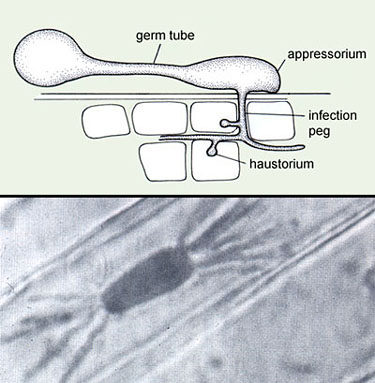 germ tube
appressorium
infection
peg
haustorium